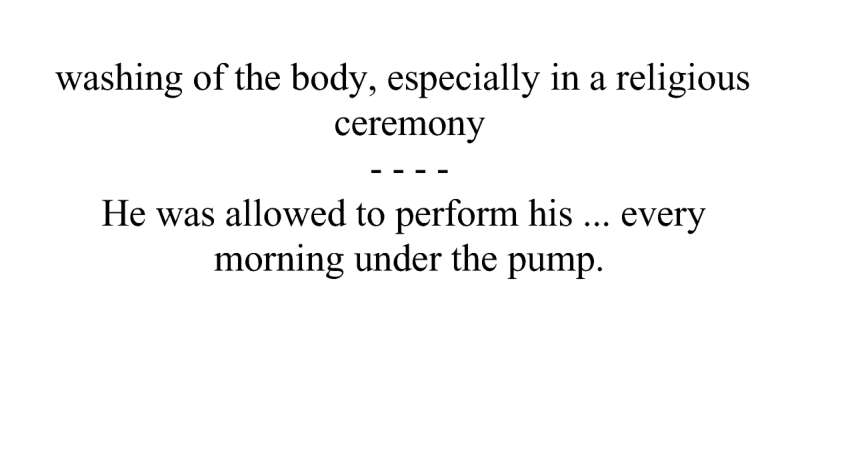 washing of the body, especially in a religious
ceremony
- - - -
He was allowed to perform his ... every
morning under the pump.